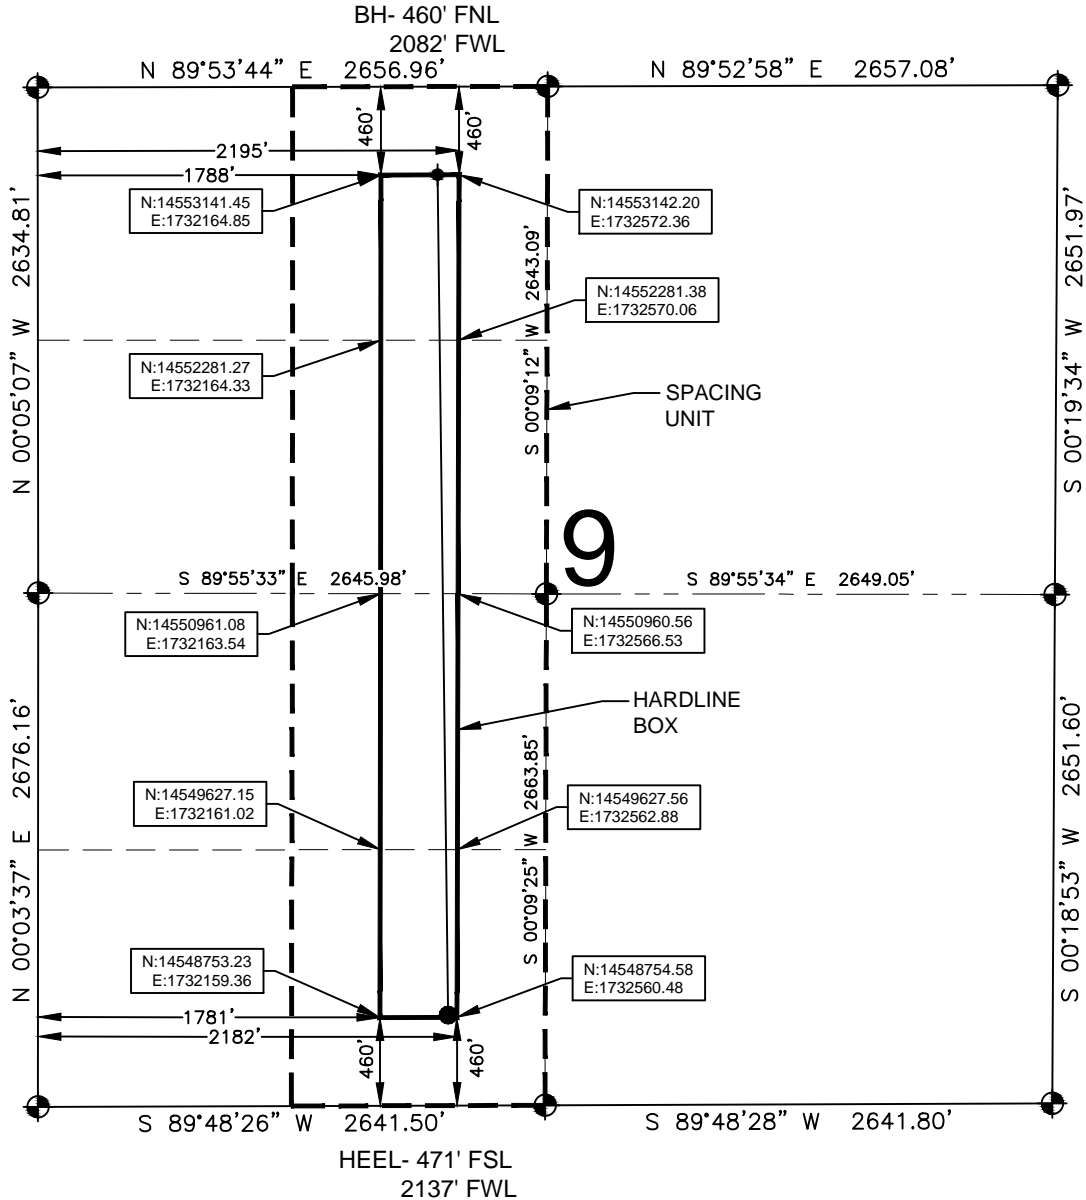 BH- 460' FNL
2082' FWL
N 89°53'44" E 2656.96'
N 89°52'58" E 2657.08'
460'
460'
2195'
1788'
N:14553141.45
E:1732164.85
N:14553142.20
E:1732572.36
N 00°05'07" W 2634.81'
S 00°09'12" W 2643.09'
S 00°19'34" W 2651.97'
N:14552281.38
E:1732570.06
N:14552281.27
E:1732164.33
SPACING
UNIT
9
S 89°55'33" E 2645.98'
S 89°55'34" E 2649.05'
N:14550961.08
E:1732163.54
N:14550960.56
E:1732566.53
HARDLINE
BOX
N 00°03'37" E 2676.16'
S 00°09'25" W 2663.85'
S 00°18'53" W 2651.60'
N:14549627.15
E:1732161.02
N:14549627.56
E:1732562.88
N:14548753.23
E:1732159.36
N:14548754.58
E:1732560.48
1781'
2182'
460'
460'
S 89°48'26" W 2641.50'
S 89°48'28" W 2641.80'
HEEL- 471' FSL
2137' FWL